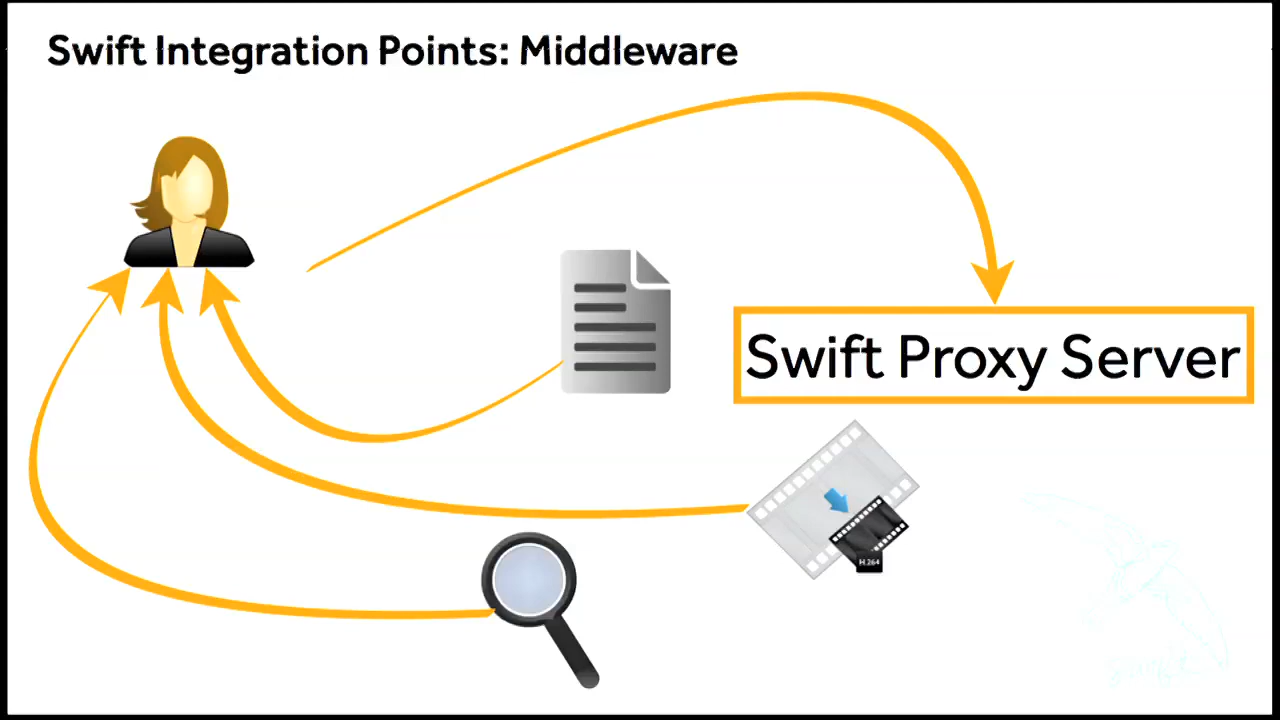 Swift Integration Points: Middleware
Swift Proxy Server
H.264